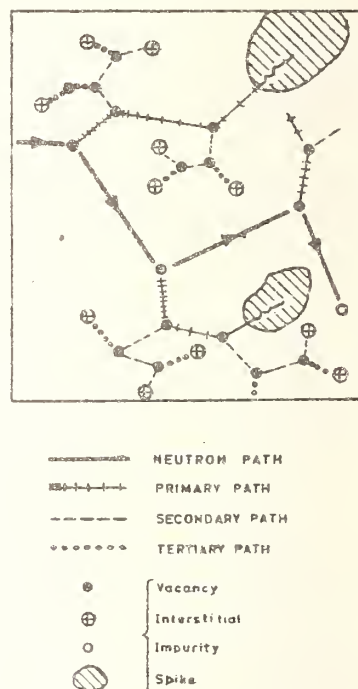 NEUTRON PATH
PRIMARY PATH
SECONDARY PATH
TERTIARY PATH
Vacancy
Interstitial
Impurity
Spike